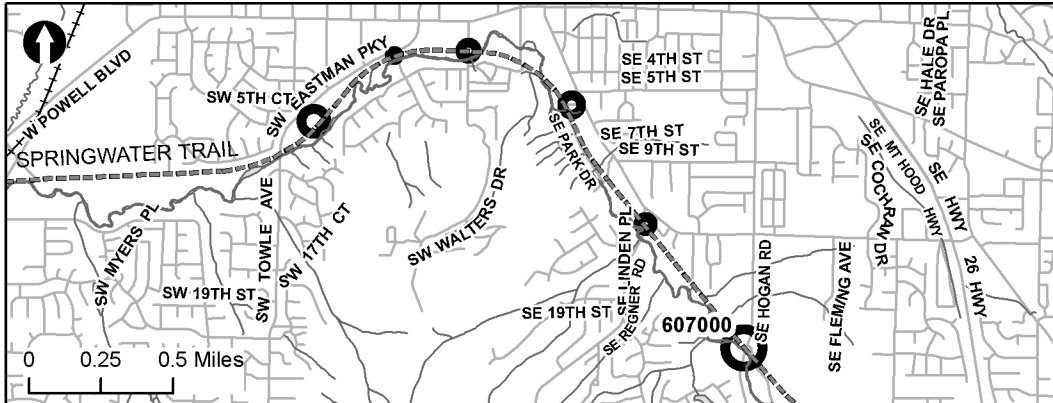 W POWELL BLVD
SW EASTMAN PKY
SW 5TH CT
SPRINGWATER TRAIL
SE 4TH ST
SE 5TH ST
SE 7TH ST
SE 9TH ST
SE PARK DR
SE HALE DR
SE PAROPA PL
SE MT HOOD HWY
SE COCHRAN DR
SE HWY
26 HWY
SW MYERS PL
SW TOWLE AVE
SW 17TH CT
SW WALTERS DR
SW 19TH ST
SE LINDEN PL
SE REGNER RD
SE 19TH ST
607000
SE HOGAN RD
SE FLEMING AVE
0 0.25 0.5 Miles